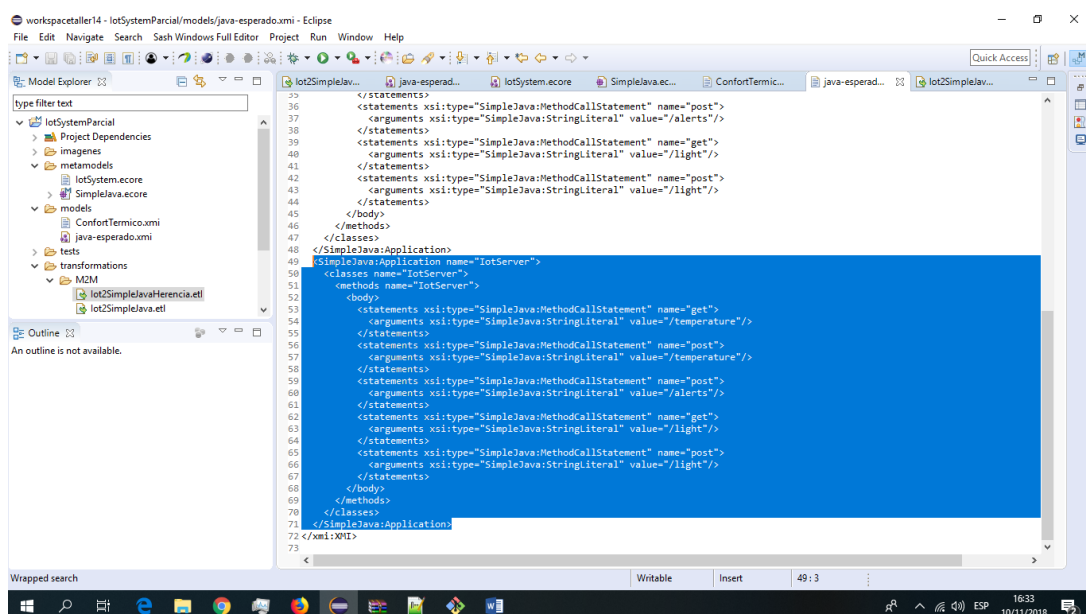 workspacetaller14 - IotSystemParcial/models/java-esperado.xmi - Eclipse
File Edit Navigate Search Sash Windows Full Editor Project Run Window Help
Quick Access
Model Explorer
type filter text
IotSystemParcial
Project Dependencies
imagenes
metamodels
IotSystem.ecore
SimpleJava.ecore
models
ConfortTermico.xmi
java-esperado.xmi
tests
transformations
M2M
Iot2SimpleJavaHerencia.etl
Iot2SimpleJava.etl
Outline
An outline is not available.
Iot2SimpleJav... java-esperad... IotSystem.ecore SimpleJava.ec... ConfortTermic... java-esperad... Iot2SimpleJav...
35 </statements>
36 <statements xsi:type="SimpleJava:MethodCallStatement" name="post">
37 <arguments xsi:type="SimpleJava:StringLiteral" value="/alerts"/>
38 </statements>
39 <statements xsi:type="SimpleJava:MethodCallStatement" name="get">
40 <arguments xsi:type="SimpleJava:StringLiteral" value="/light"/>
41 </statements>
42 <statements xsi:type="SimpleJava:MethodCallStatement" name="post">
43 <arguments xsi:type="SimpleJava:StringLiteral" value="/light"/>
44 </statements>
45 </body>
46 </methods>
47 </classes>
48 </SimpleJava:Application>
49 <SimpleJava:Application name="IotServer">
50 <classes name="IotServer">
51 <methods name="IotServer">
52 <body>
53 <statements xsi:type="SimpleJava:MethodCallStatement" name="get">
54 <arguments xsi:type="SimpleJava:StringLiteral" value="/temperature"/>
55 </statements>
56 <statements xsi:type="SimpleJava:MethodCallStatement" name="post">
57 <arguments xsi:type="SimpleJava:StringLiteral" value="/temperature"/>
58 </statements>
59 <statements xsi:type="SimpleJava:MethodCallStatement" name="post">
60 <arguments xsi:type="SimpleJava:StringLiteral" value="/alerts"/>
61 </statements>
62 <statements xsi:type="SimpleJava:MethodCallStatement" name="get">
63 <arguments xsi:type="SimpleJava:StringLiteral" value="/light"/>
64 </statements>
65 <statements xsi:type="SimpleJava:MethodCallStatement" name="post">
66 <arguments xsi:type="SimpleJava:StringLiteral" value="/light"/>
67 </statements>
68 </body>
69 </methods>
70 </classes>
71 </SimpleJava:Application>
72 </xmi:XMI>
73
Wrapped search Writable Insert 49 : 3
ESP 16:33
10/11/2018